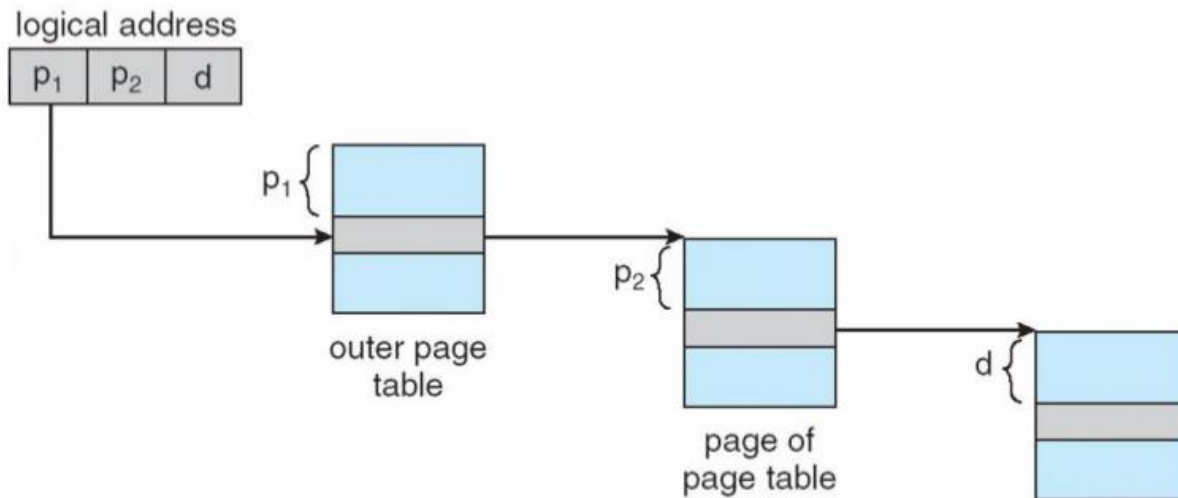 logical address
p₁ p₂ d
p₁
p₂
d
outer page
table
page of
page table